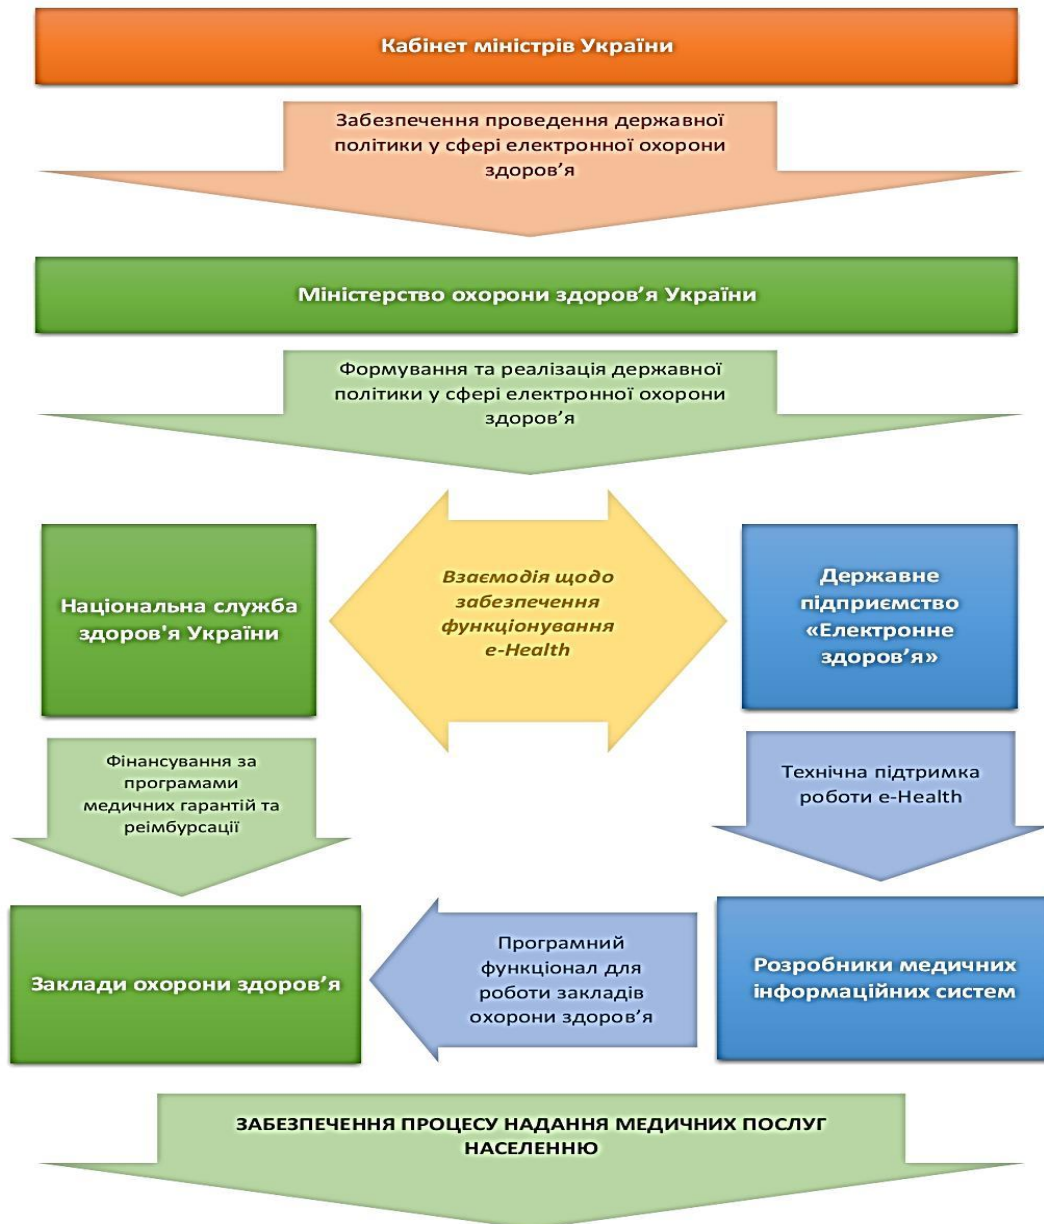 Кабінет міністрів України
Забезпечення проведення державної
політики у сфері електронної охорони
здоров’я
Міністерство охорони здоров’я України
Формування та реалізація державної
політики у сфері електронної охорони
здоров’я
Національна служба
здоров'я України
Взаємодія щодо
забезпечення
функціонування
e-Health
Державне
підприємство
«Електронне
здоров’я»
Фінансування за
програмами
медичних гарантій та
реімбурсації
Технічна підтримка
роботи e-Health
Заклади охорони здоров’я
Програмний
функціонал для
роботи закладів
охорони здоров’я
Розробники медичних
інформаційних систем
ЗАБЕЗПЕЧЕННЯ ПРОЦЕСУ НАДАННЯ МЕДИЧНИХ ПОСЛУГ
НАСЕЛЕННЮ